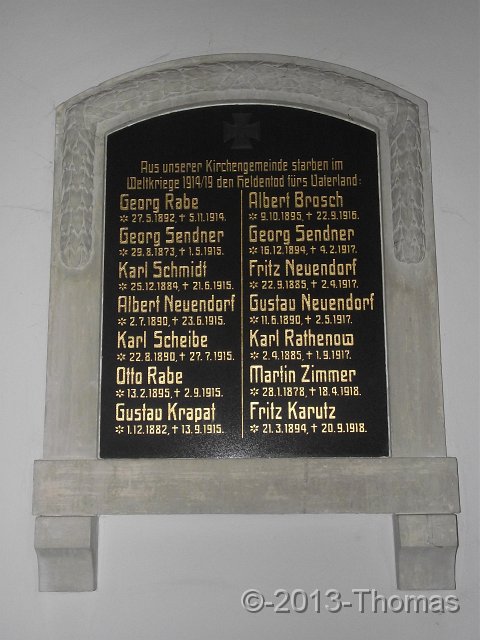 Aus unserer Kirchengemeinde starben im
Weltkriege 1914/19 den Heldentod fürs Vaterland:
Georg Rabe
* 27.5.1892, † 5.11.1914.
Georg Sendner
* 29.8.1873, † 1.5.1915.
Karl Schmidt
* 25.12.1884, † 21.6.1915.
Albert Neuendorf
* 2.7.1890, † 23.6.1915.
Karl Scheibe
* 22.8.1890, † 27.7.1915.
Otto Rabe
* 13.2.1895, † 2.9.1915.
Gustav Krapat
* 1.12.1882, † 13.9.1915.
Albert Brosch
* 9.10.1895, † 22.9.1916.
Georg Sendner
* 16.12.1894, † 4.2.1917.
Fritz Neuendorf
* 22.9.1885, † 2.4.1917.
Gustav Neuendorf
* 11.6.1890, † 2.5.1917.
Karl Rathenow
* 2.4.1885, † 1.9.1917.
Martin Zimmer
* 28.1.1878, † 18.4.1918.
Fritz Karutz
* 21.3.1894, † 20.9.1918.
©-2013-Thomas